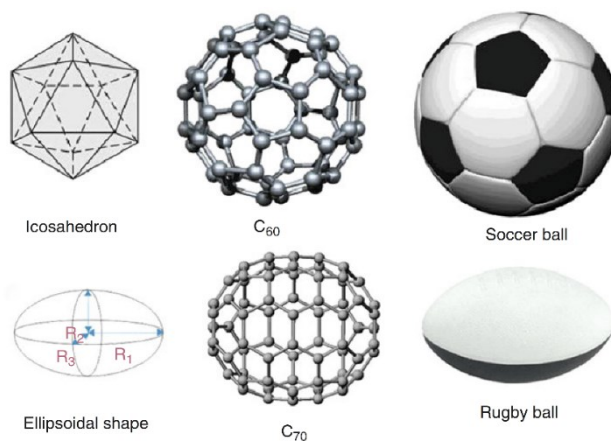 Icosahedron
C60
Soccer ball
R2
R3
R1
Ellipsoidal shape
C70
Rugby ball